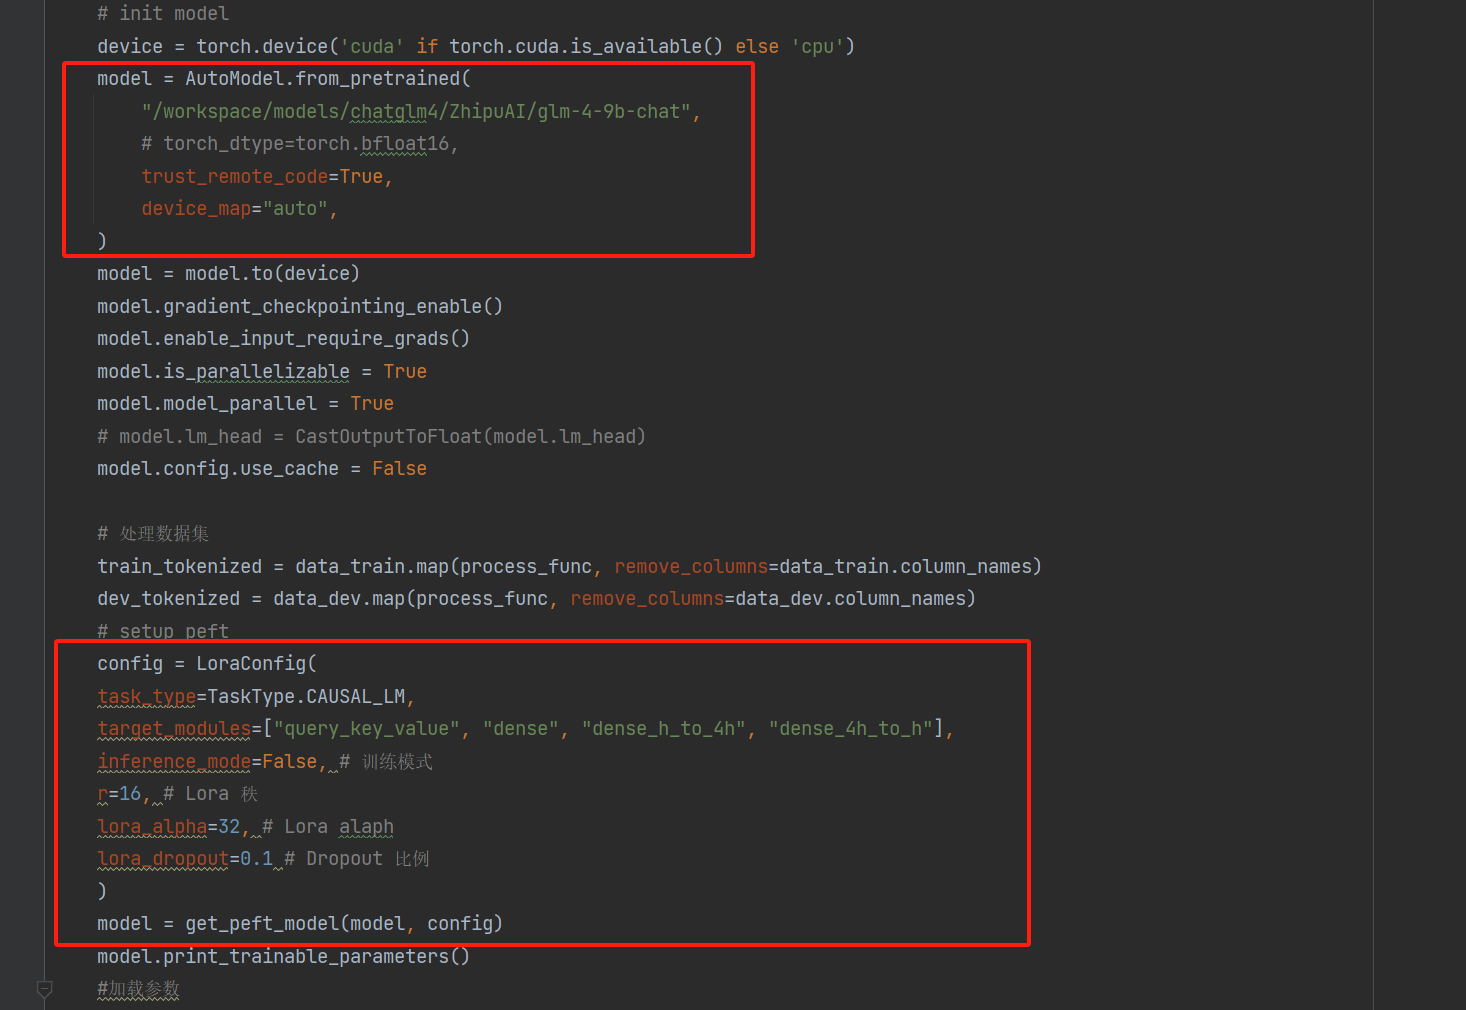 # init model
device = torch.device('cuda' if torch.cuda.is_available() else 'cpu')
model = AutoModel.from_pretrained(
"/workspace/models/chatglm4/ZhipuAI/glm-4-9b-chat",
# torch_dtype=torch.bfloat16,
trust_remote_code=True,
device_map="auto",
)
model = model.to(device)
model.gradient_checkpointing_enable()
model.enable_input_require_grads()
model.is_parallelizable = True
model.model_parallel = True
# model.lm_head = CastOutputToFloat(model.lm_head)
model.config.use_cache = False
# 处理数据集
train_tokenized = data_train.map(process_func, remove_columns=data_train.column_names)
dev_tokenized = data_dev.map(process_func, remove_columns=data_dev.column_names)
# setup peft
config = LoraConfig(
task_type=TaskType.CAUSAL_LM,
target_modules=["query_key_value", "dense", "dense_h_to_4h", "dense_4h_to_h"],
inference_mode=False, # 训练模式
r=16, # Lora 秩
lora_alpha=32, # Lora alaph
lora_dropout=0.1 # Dropout 比例
)
model = get_peft_model(model, config)
model.print_trainable_parameters()
#加载参数